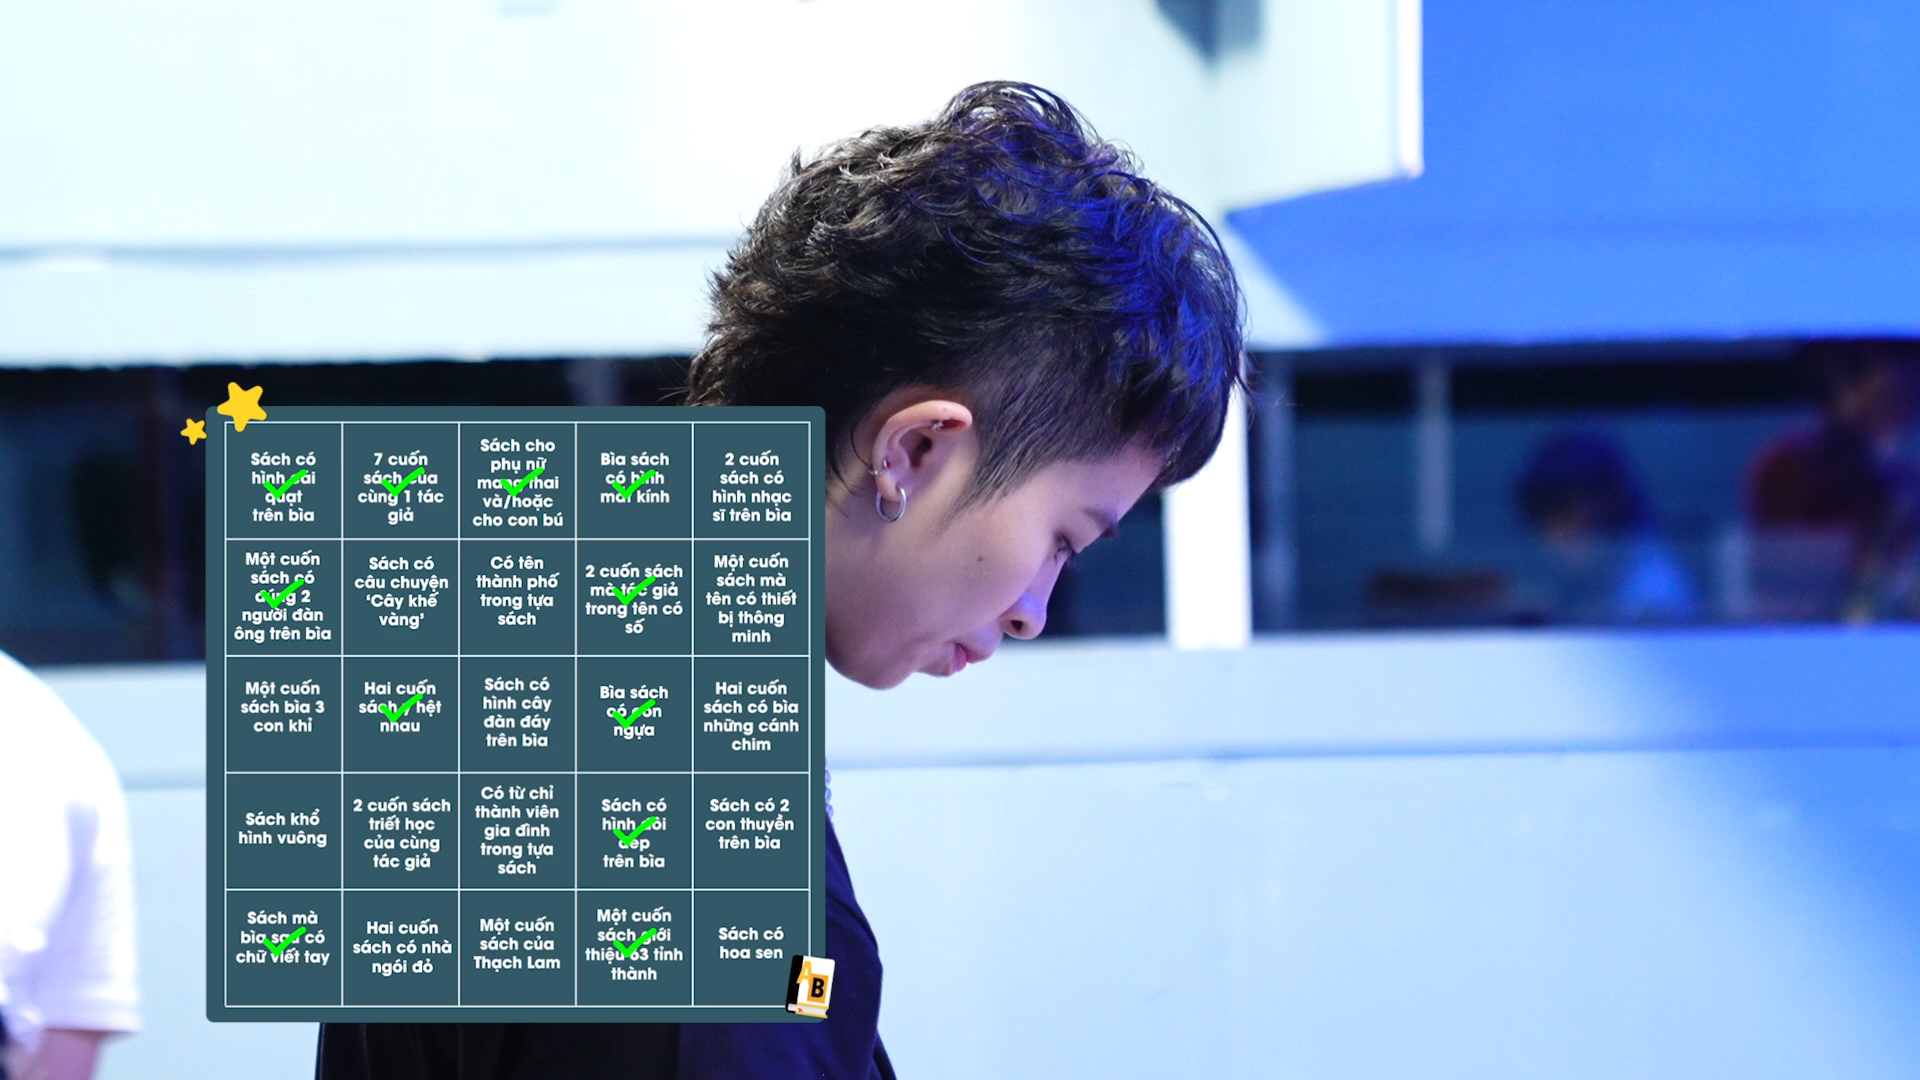 Sách có
hình cái
quạt
trên bìa
7 cuốn
sách của
cùng 1 tác
giả
Sách cho
phụ nữ
mang thai
và/hoặc
cho con bú
Bìa sách
có hình
mắt kính
2 cuốn
sách có
hình nhạc
sĩ trên bìa
Một cuốn
sách có
đúng 2
người đàn
ông trên bìa
Sách có
câu chuyện
‘Cây khế
vàng’
Có tên
thành phố
trong tựa
sách
2 cuốn sách
mà tác giả
trong tên có
số
Một cuốn
sách mà
tên có thiết
bị thông
minh
Một cuốn
sách bìa 3
con khỉ
Hai cuốn
sách y hệt
nhau
Sách có
hình cây
đàn đáy
trên bìa
Bìa sách
có con
ngựa
Hai cuốn
sách có bìa
những cánh
chim
Sách khổ
hình vuông
2 cuốn sách
triết học
của cùng
tác giả
Có từ chỉ
thành viên
gia đình
trong tựa
sách
Sách có
hình đôi
dép
trên bìa
Sách có 2
con thuyền
trên bìa
Sách mà
bìa sau có
chữ viết tay
Hai cuốn
sách có nhà
ngói đỏ
Một cuốn
sách của
Thạch Lam
Một cuốn
sách giới
thiệu 63 tỉnh
thành
Sách có
hoa sen
A
B